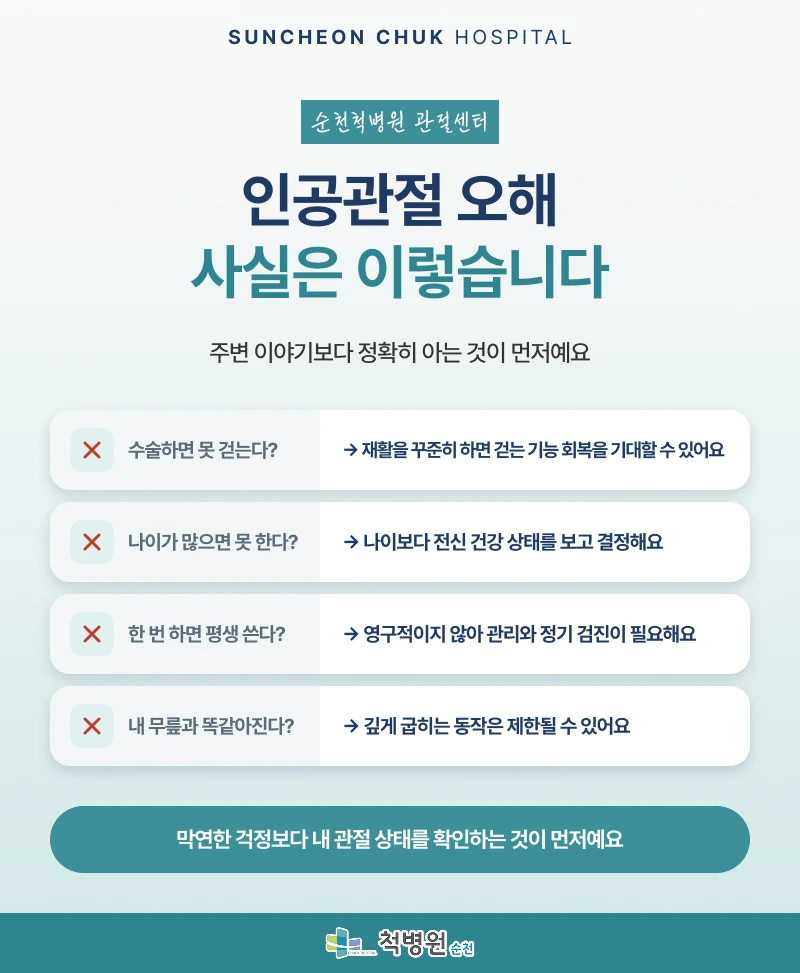 SUNCHEON CHUK HOSPITAL
순천척병원 관절센터
인공관절 오해
사실은 이렇습니다
주변 이야기보다 정확히 아는 것이 먼저예요
수술하면 못 걷는다?
→ 재활을 꾸준히 하면 걷는 기능 회복을 기대할 수 있어요
나이가 많으면 못 한다?
→ 나이보다 전신 건강 상태를 보고 결정해요
한 번 하면 평생 쓴다?
→ 영구적이지 않아 관리와 정기 검진이 필요해요
내 무릎과 똑같아진다?
→ 깊게 굽히는 동작은 제한될 수 있어요
막연한 걱정보다 내 관절 상태를 확인하는 것이 먼저예요
척병원 순천